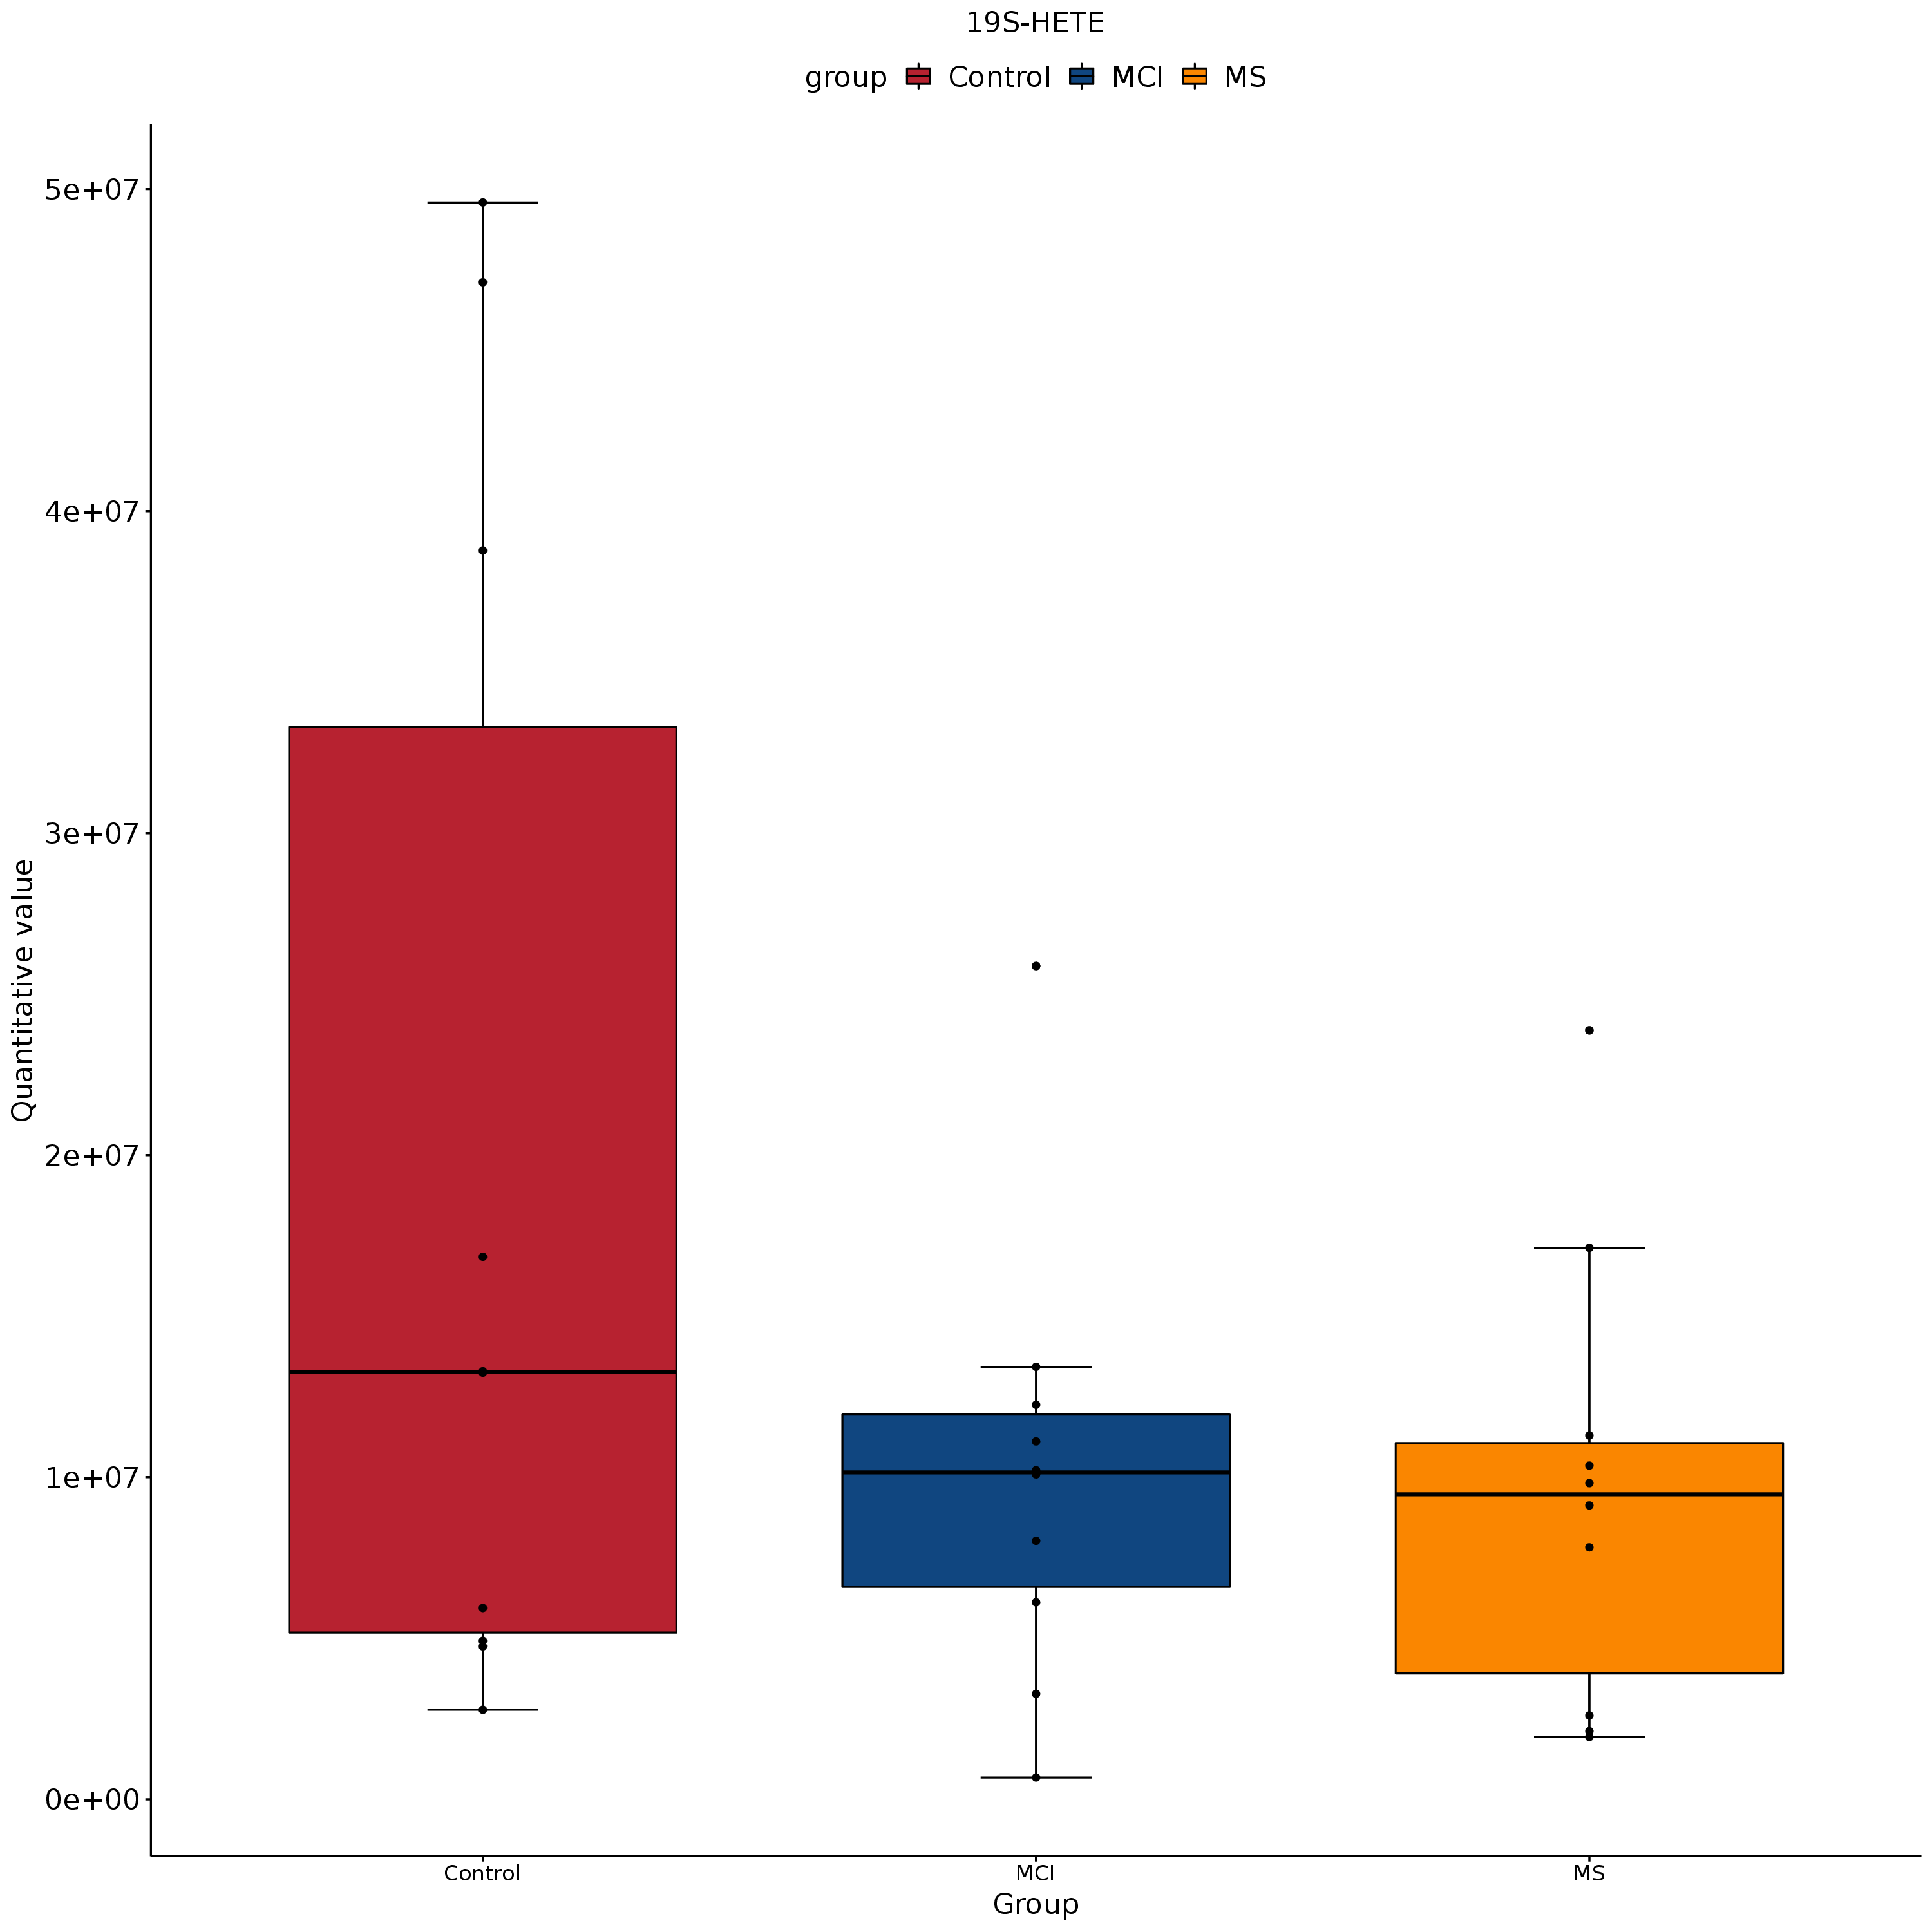 19S-HETE
group Control MCI MS
Quantitative value
5e+07
4e+07
3e+07
2e+07
1e+07
0e+00
Control MCI MS
Group